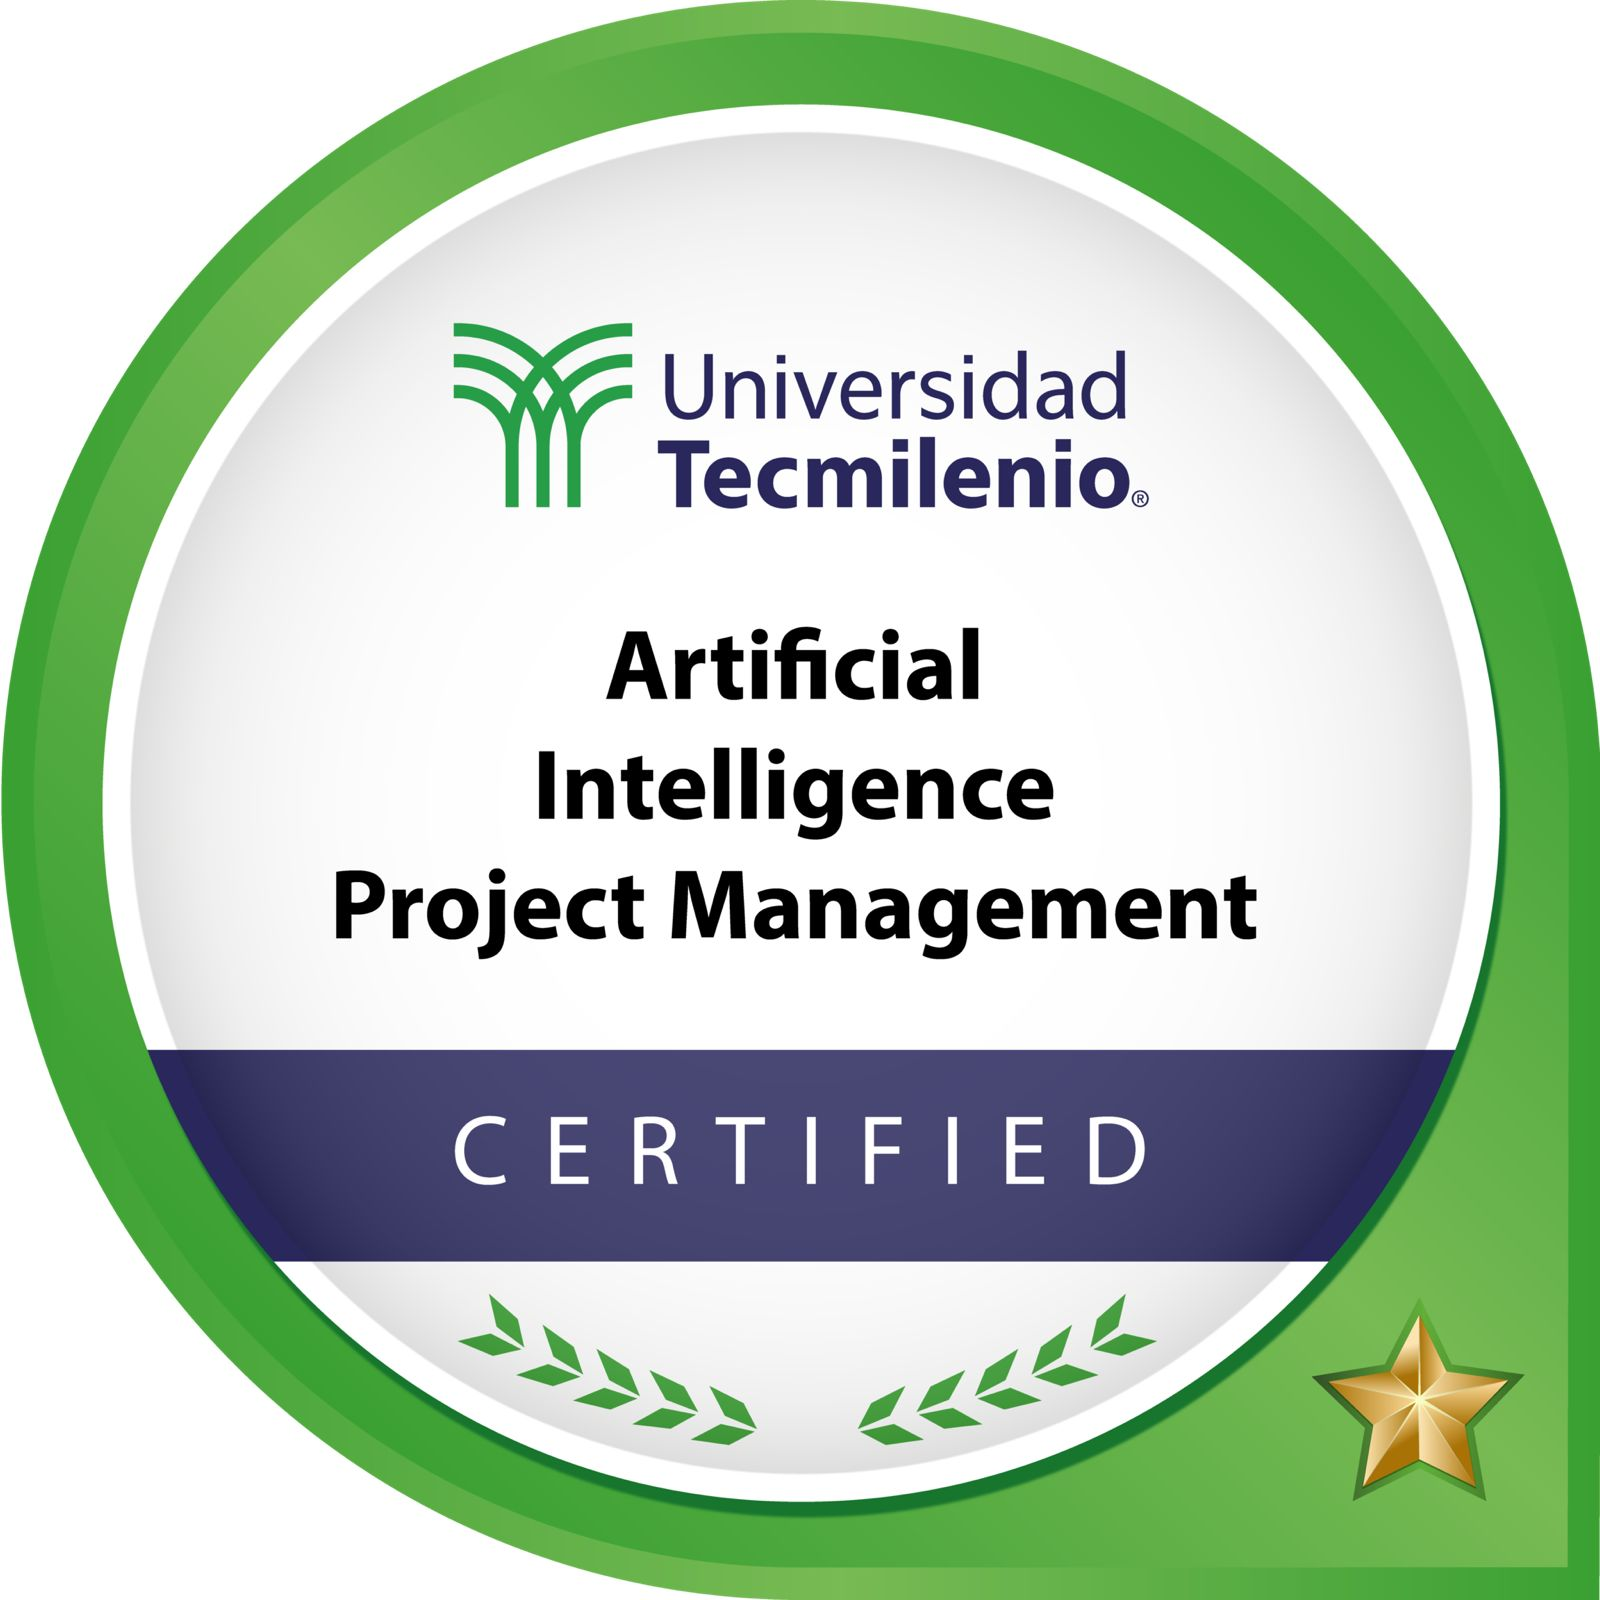 Universidad
Tecmilenio®
Artificial
Intelligence
Project Management
CERTIFIED